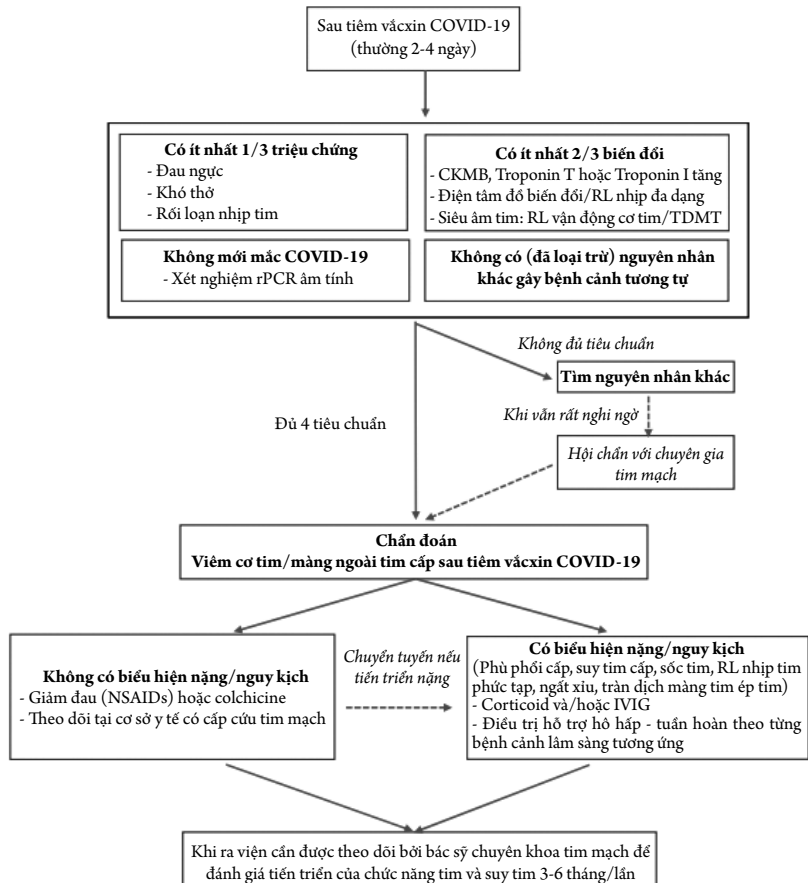 Sau tiêm vắcxin COVID-19
(thường 2-4 ngày)
Có ít nhất 1/3 triệu chứng
- Đau ngực
- Khó thở
- Rối loạn nhịp tim
Có ít nhất 2/3 biến đổi
- CKMB, Troponin T hoặc Troponin I tăng
- Điện tâm đồ biến đổi/RL nhịp đa dạng
- Siêu âm tim: RL vận động cơ tim/TDMT
Không mới mắc COVID-19
- Xét nghiệm rPCR âm tính
Không có (đã loại trừ) nguyên nhân
khác gây bệnh cảnh tương tự
Không đủ tiêu chuẩn
Tìm nguyên nhân khác
Khi vẫn rất nghi ngờ
Đủ 4 tiêu chuẩn
Hội chẩn với chuyên gia
tim mạch
Chẩn đoán
Viêm cơ tim/màng ngoài tim cấp sau tiêm vắcxin COVID-19
Không có biểu hiện nặng/nguy kịch
- Giảm đau (NSAIDs) hoặc colchicine
- Theo dõi tại cơ sở y tế có cấp cứu tim mạch
Chuyển tuyến nếu
tiến triển nặng
Có biểu hiện nặng/nguy kịch
(Phù phổi cấp, suy tim cấp, sốc tim, RL nhịp tim
phức tạp, ngất xỉu, tràn dịch màng tim ép tim)
- Corticoid và/hoặc IVIG
- Điều trị hỗ trợ hô hấp - tuần hoàn theo từng
bệnh cảnh lâm sàng tương ứng
Khi ra viện cần được theo dõi bởi bác sỹ chuyên khoa tim mạch để
đánh giá tiến triển của chức năng tim và suy tim 3-6 tháng/lần